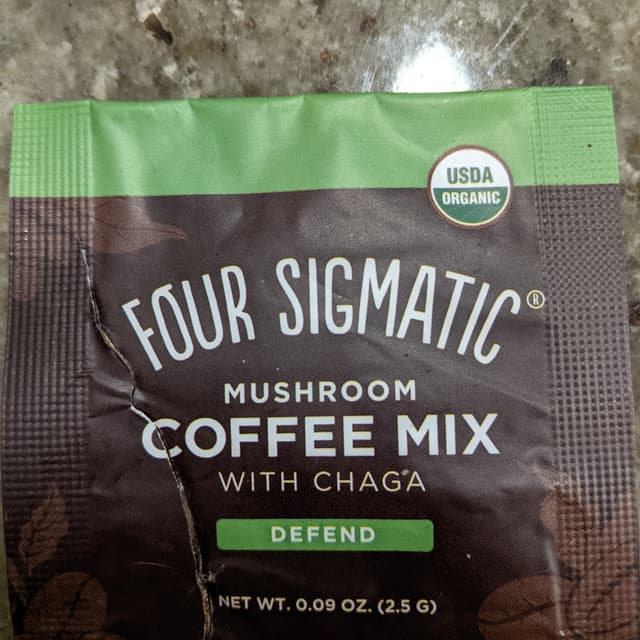 USDA
ORGANIC
FOUR SIGMATIC®
MUSHROOM
COFFEE MIX
WITH CHAGA
DEFEND
NET WT. 0.09 OZ. (2.5 G)